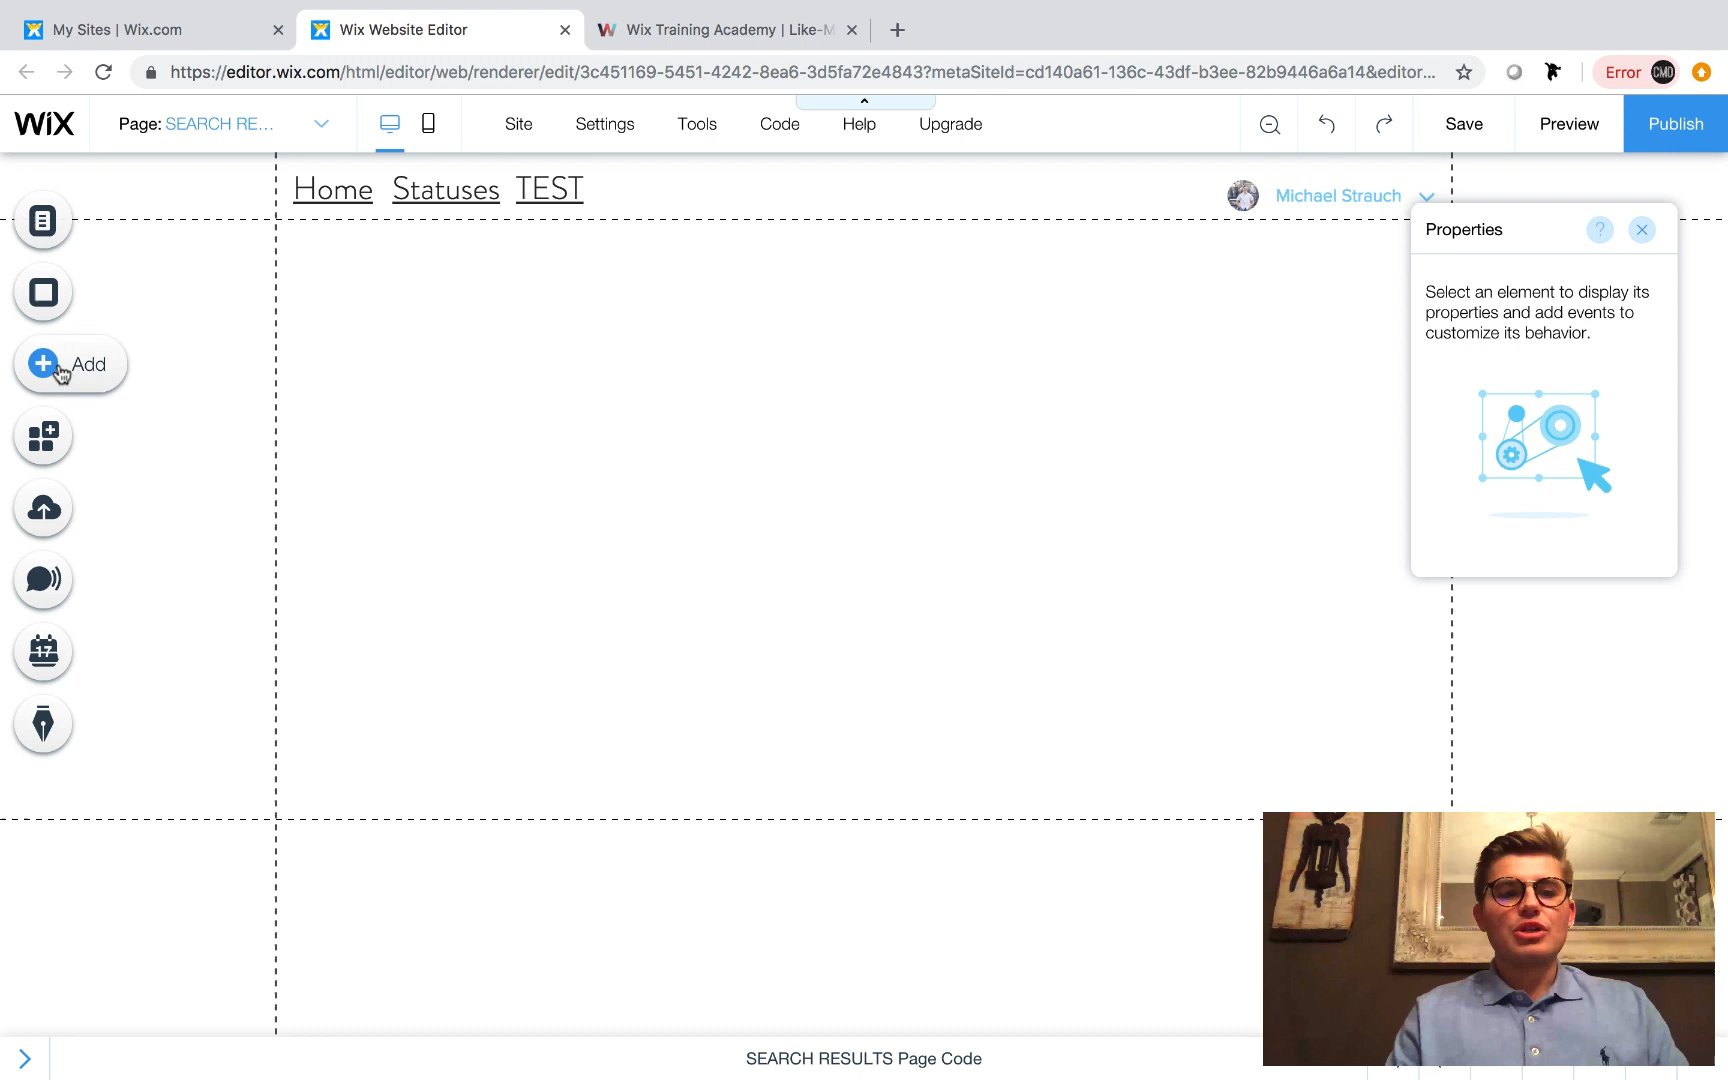 My Sites | Wix.com
Wix Website Editor
Wix Training Academy | Like-M
https://editor.wix.com/html/editor/web/renderer/edit/3c451169-5451-4242-8ea6-3d5fa72e4843?metaSiteId=cd140a61-136c-43df-b3ee-82b9446a6a14&editor...
Error
CMD
WiX
Page: SEARCH RE...
Site
Settings
Tools
Code
Help
Upgrade
Save
Preview
Publish
Home
Statuses
TEST
Michael Strauch
Properties
?
Select an element to display its
properties and add events to
customize its behavior.
Add
17
SEARCH RESULTS Page Code